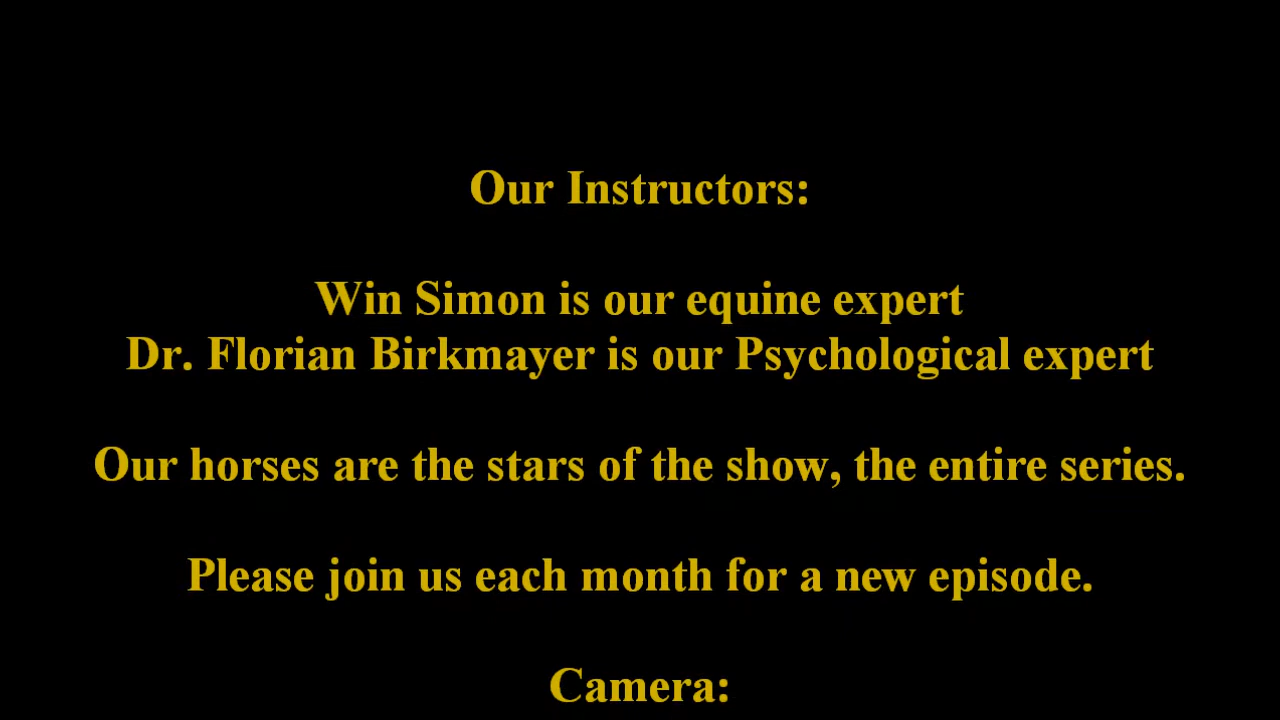 Our Instructors:
Win Simon is our equine expert
Dr. Florian Birkmayer is our Psychological expert
Our horses are the stars of the show, the entire series.
Please join us each month for a new episode.
Camera: